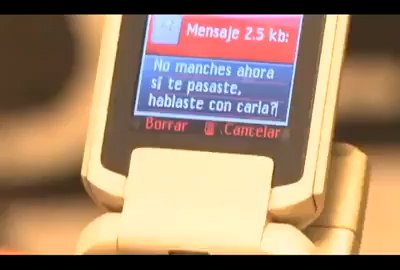 Mensaje 2.5 kb:
No manches ahora
si te pasaste,
hablaste con carla?
Borrar Cancelar